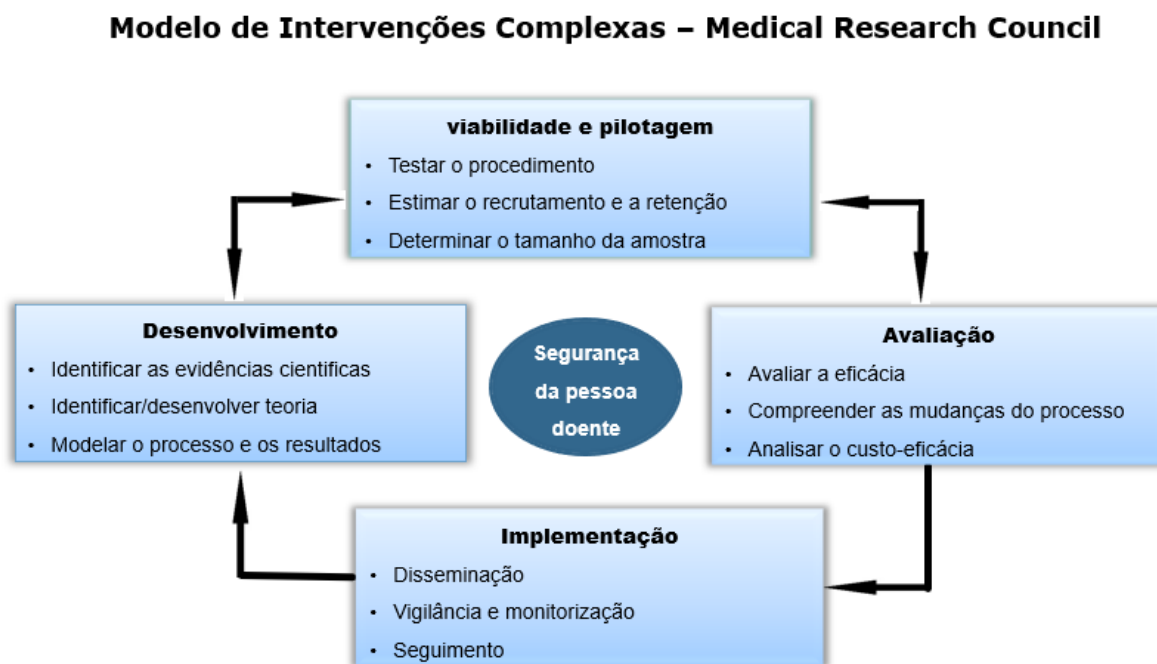 Modelo de Intervenções Complexas – Medical Research Council
viabilidade e pilotagem
• Testar o procedimento
• Estimar o recrutamento e a retenção
• Determinar o tamanho da amostra
Desenvolvimento
• Identificar as evidências cientificas
• Identificar/desenvolver teoria
• Modelar o processo e os resultados
Segurança
da pessoa
doente
Avaliação
• Avaliar a eficácia
• Compreender as mudanças do processo
• Analisar o custo-eficácia
Implementação
• Disseminação
• Vigilância e monitorização
• Seguimento